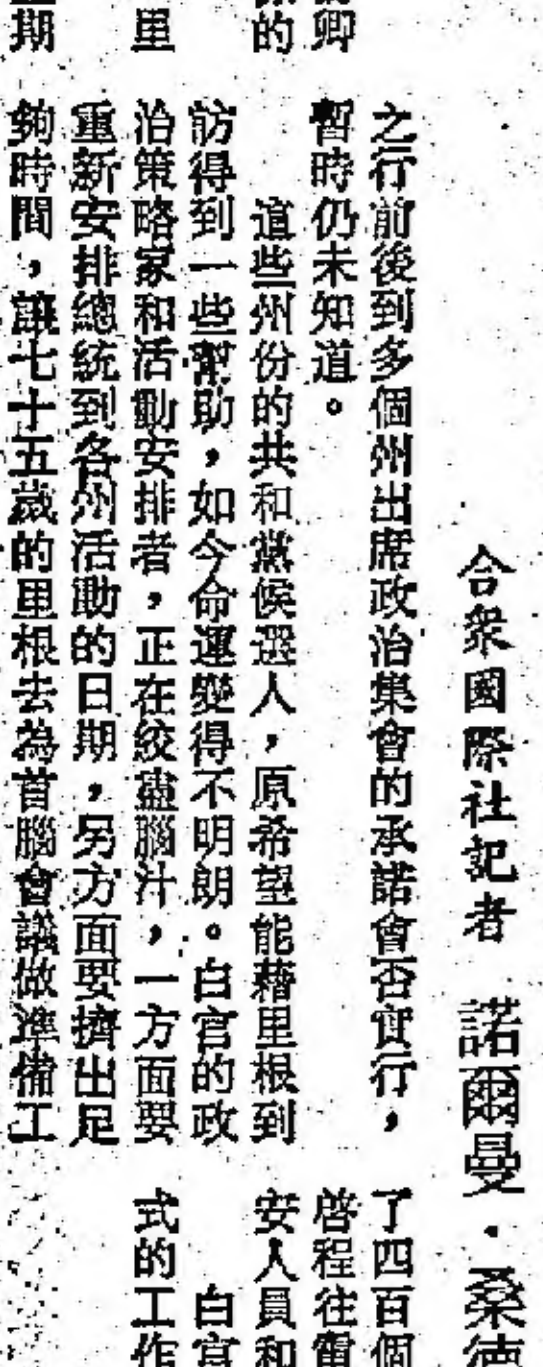 合衆國際社記者 諾爾曼·桑德
之行前後到多個州出席政治集會的承諾會否實行，
暫時仍未知道。
這些州份的共和黨候選人，原希望能藉里根到
訪得到一些幫助，如今命運變得不明朗。白宮的政
治策略家和活動安排者，正在絞盡腦汁，一方面要
重新安排總統到各州活動的日期，另方面要擠出足
夠時間，讓七十五歲的里根去為首腦會議做準備工
卿
的
里
期
了四百個
啓程往雷
安人員和
白宮
式的工作